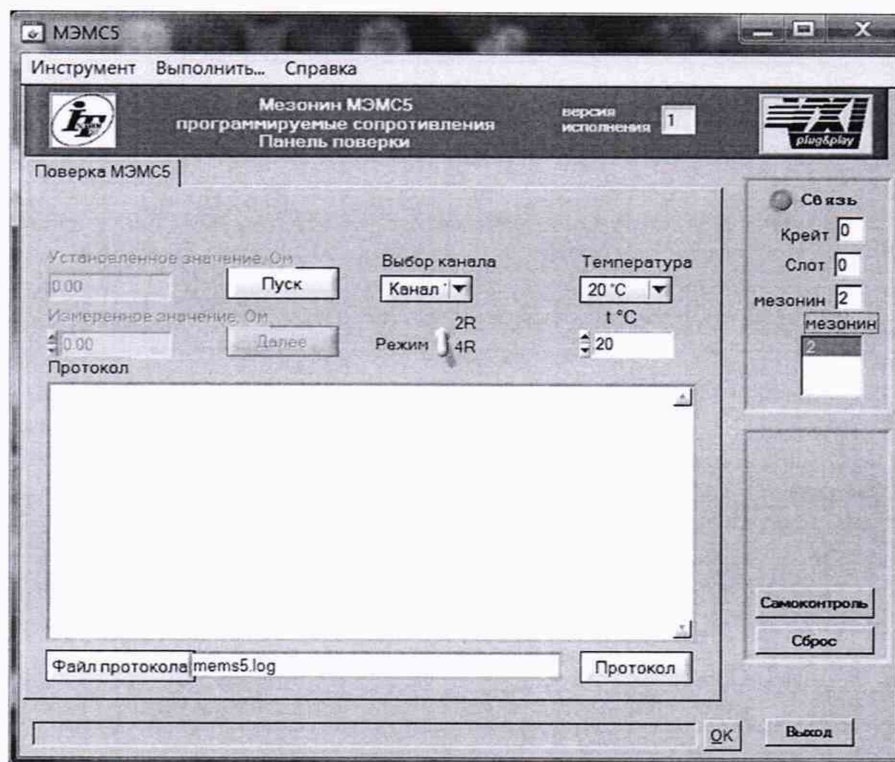 МЭМС5
Инструмент Выполнить... Справка
Мезонин МЭМС5
программируемые сопротивления
Панель поверки
версия
исполнения 1
plug&play
Поверка МЭМС5
Связь
Крейт 0
Слот 0
мезонин 2
мезонин
2
Установленное значение, Ом
0.00
Пуск
Выбор канала
Канал
Температура
20 °C
Измеренное значение, Ом
0.00
Далее
Режим
2R
4R
t °C
20
Протокол
Самоконтроль
Сброс
Файл протокола mems5.log
Протокол
OK
Выход